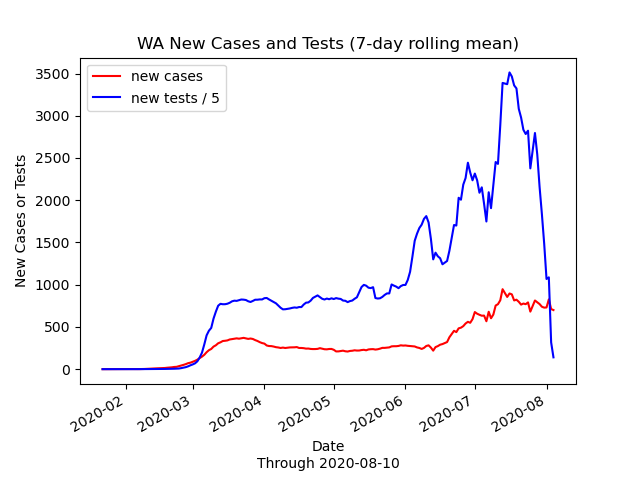 WA New Cases and Tests (7-day rolling mean)
new cases
new tests / 5
New Cases or Tests
3500
3000
2500
2000
1500
1000
500
0
2020-02
2020-03
2020-04
2020-05
2020-06
2020-07
2020-08
Date
Through 2020-08-10